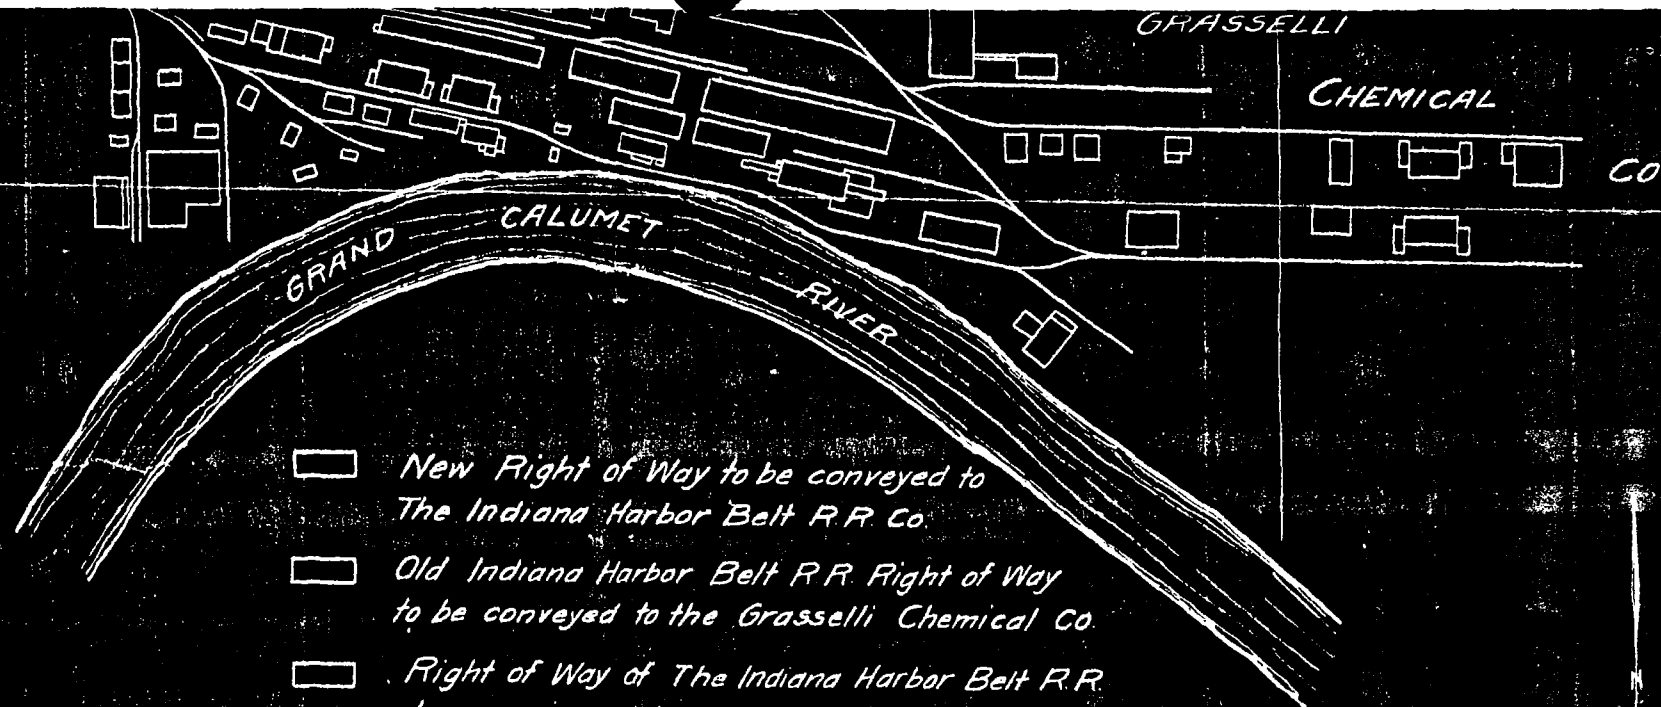 GRASSELLI
CHEMICAL
CO
GRAND CALUMET RIVER
New Right of Way to be conveyed to
The Indiana Harbor Belt R.R. Co.
Old Indiana Harbor Belt R.R. Right of Way
to be conveyed to the Grasselli Chemical Co.
Right of Way of The Indiana Harbor Belt R.R.
N